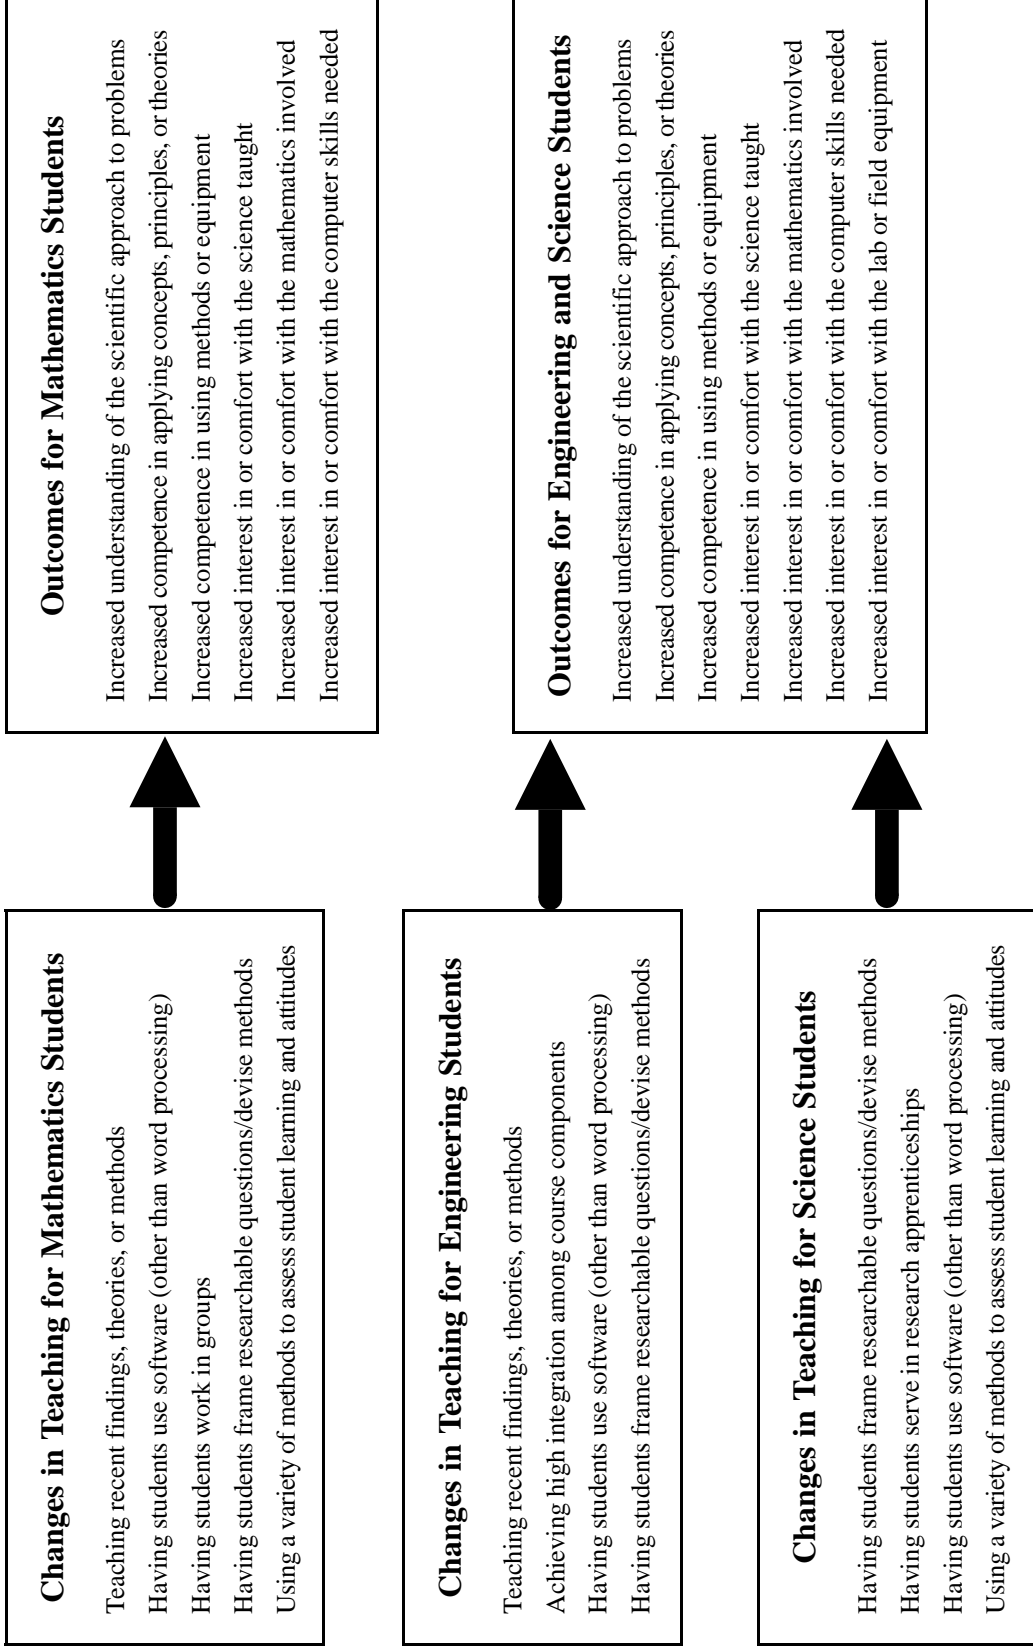 Changes in Teaching for Mathematics Students
Teaching recent findings, theories, or methods
Having students use software (other than word processing)
Having students work in groups
Having students frame researchable questions/devise methods
Using a variety of methods to assess student learning and attitudes
Outcomes for Mathematics Students
Increased understanding of the scientific approach to problems
Increased competence in applying concepts, principles, or theories
Increased competence in using methods or equipment
Increased interest in or comfort with the science taught
Increased interest in or comfort with the mathematics involved
Increased interest in or comfort with the computer skills needed
Changes in Teaching for Engineering Students
Teaching recent findings, theories, or methods
Achieving high integration among course components
Having students use software (other than word processing)
Having students frame researchable questions/devise methods
Changes in Teaching for Science Students
Having students frame researchable questions/devise methods
Having students serve in research apprenticeships
Having students use software (other than word processing)
Using a variety of methods to assess student learning and attitudes
Outcomes for Engineering and Science Students
Increased understanding of the scientific approach to problems
Increased competence in applying concepts, principles, or theories
Increased competence in using methods or equipment
Increased interest in or comfort with the science taught
Increased interest in or comfort with the mathematics involved
Increased interest in or comfort with the computer skills needed
Increased interest in or comfort with the lab or field equipment